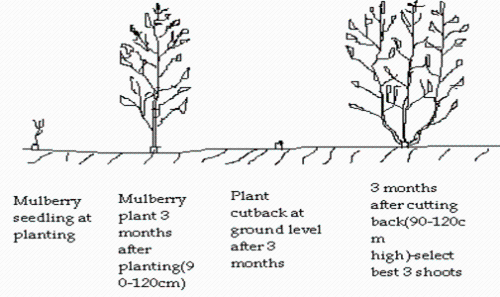 Mulberry
seedling at
planting
Mulberry
plant 3
months
after
planting(9
0-120cm)
Plant
cutback at
ground level
after 3
months
3 months
after cutting
back(90-120c
m
high)-select
best 3 shoots